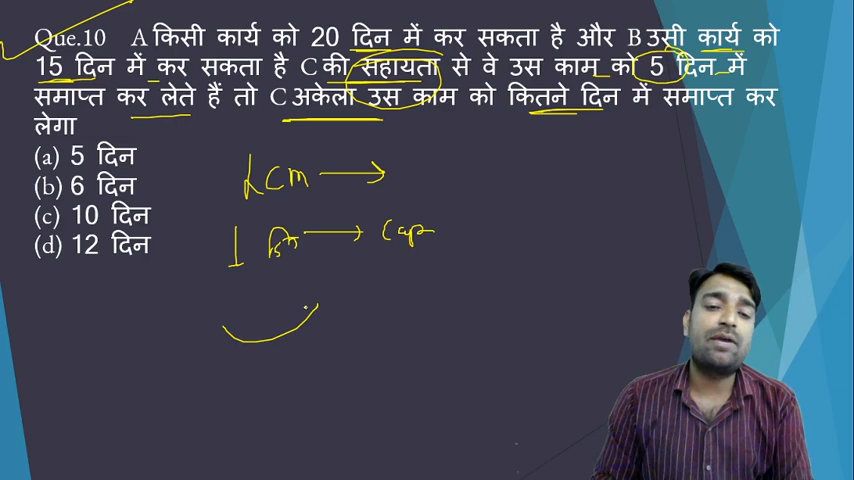 Que.10 A किसी कार्य को 20 दिन में कर सकता है और B उसी कार्य को
15 दिन में कर सकता है C की सहायता से वे उस काम को 5 दिन में
समाप्त कर लेते हैं तो C अकेला उस काम को कितने दिन में समाप्त कर
लेगा
(a) 5 दिन
(b) 6 दिन
(c) 10 दिन
(d) 12 दिन
LCM
1 दिन